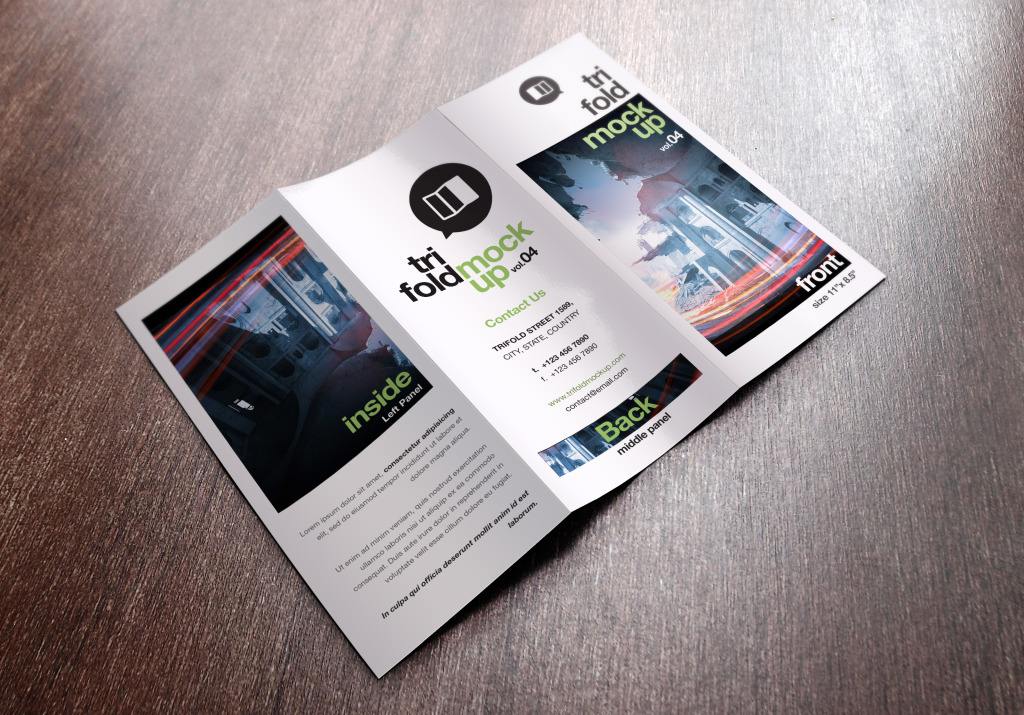 inside
Left Panel
Lorem ipsum dolor sit amet, consectetur adipisicing
elit, sed do eiusmod tempor incididunt ut labore et
dolore magna aliqua.
Ut enim ad minim veniam, quis nostrud exercitation
ullamco laboris nisi ut aliquip ex ea commodo
consequat. Duis aute irure dolor in reprehenderit in
voluptate velit esse cillum dolore eu fugiat.
In culpa qui officia deserunt mollit anim id est
laborum.
tri
foldmock
up vol.04
Contact Us
TRIFOLD STREET 1589,
CITY, STATE, COUNTRY
t. +123 456 7890
f. +123 456 7890
www.trifoldmockup.com
contact@email.com
Back
middle panel
tri
fold
mock
up
vol.04
front
size 11"x 8.5"